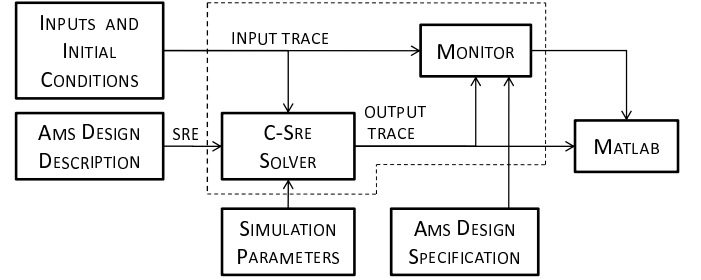 INPUTS AND
INITIAL
CONDITIONS
INPUT TRACE
MONITOR
AMS DESIGN
DESCRIPTION
SRE
C-SRE
SOLVER
OUTPUT
TRACE
MATLAB
SIMULATION
PARAMETERS
AMS DESIGN
SPECIFICATION